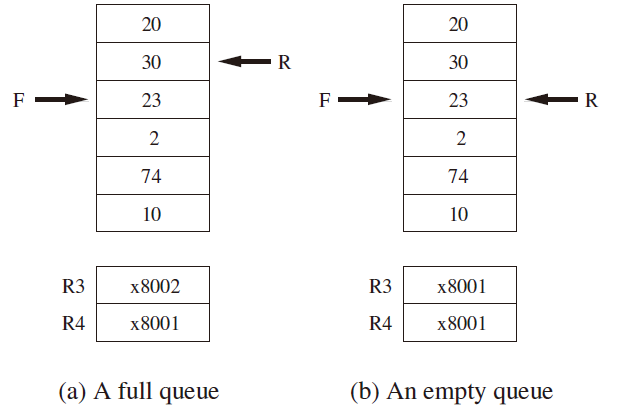 20 20
30 R 30
F 23 F 23 R
2 2
74 74
10 10
R3 x8002 R3 x8001
R4 x8001 R4 x8001
(a) A full queue (b) An empty queue